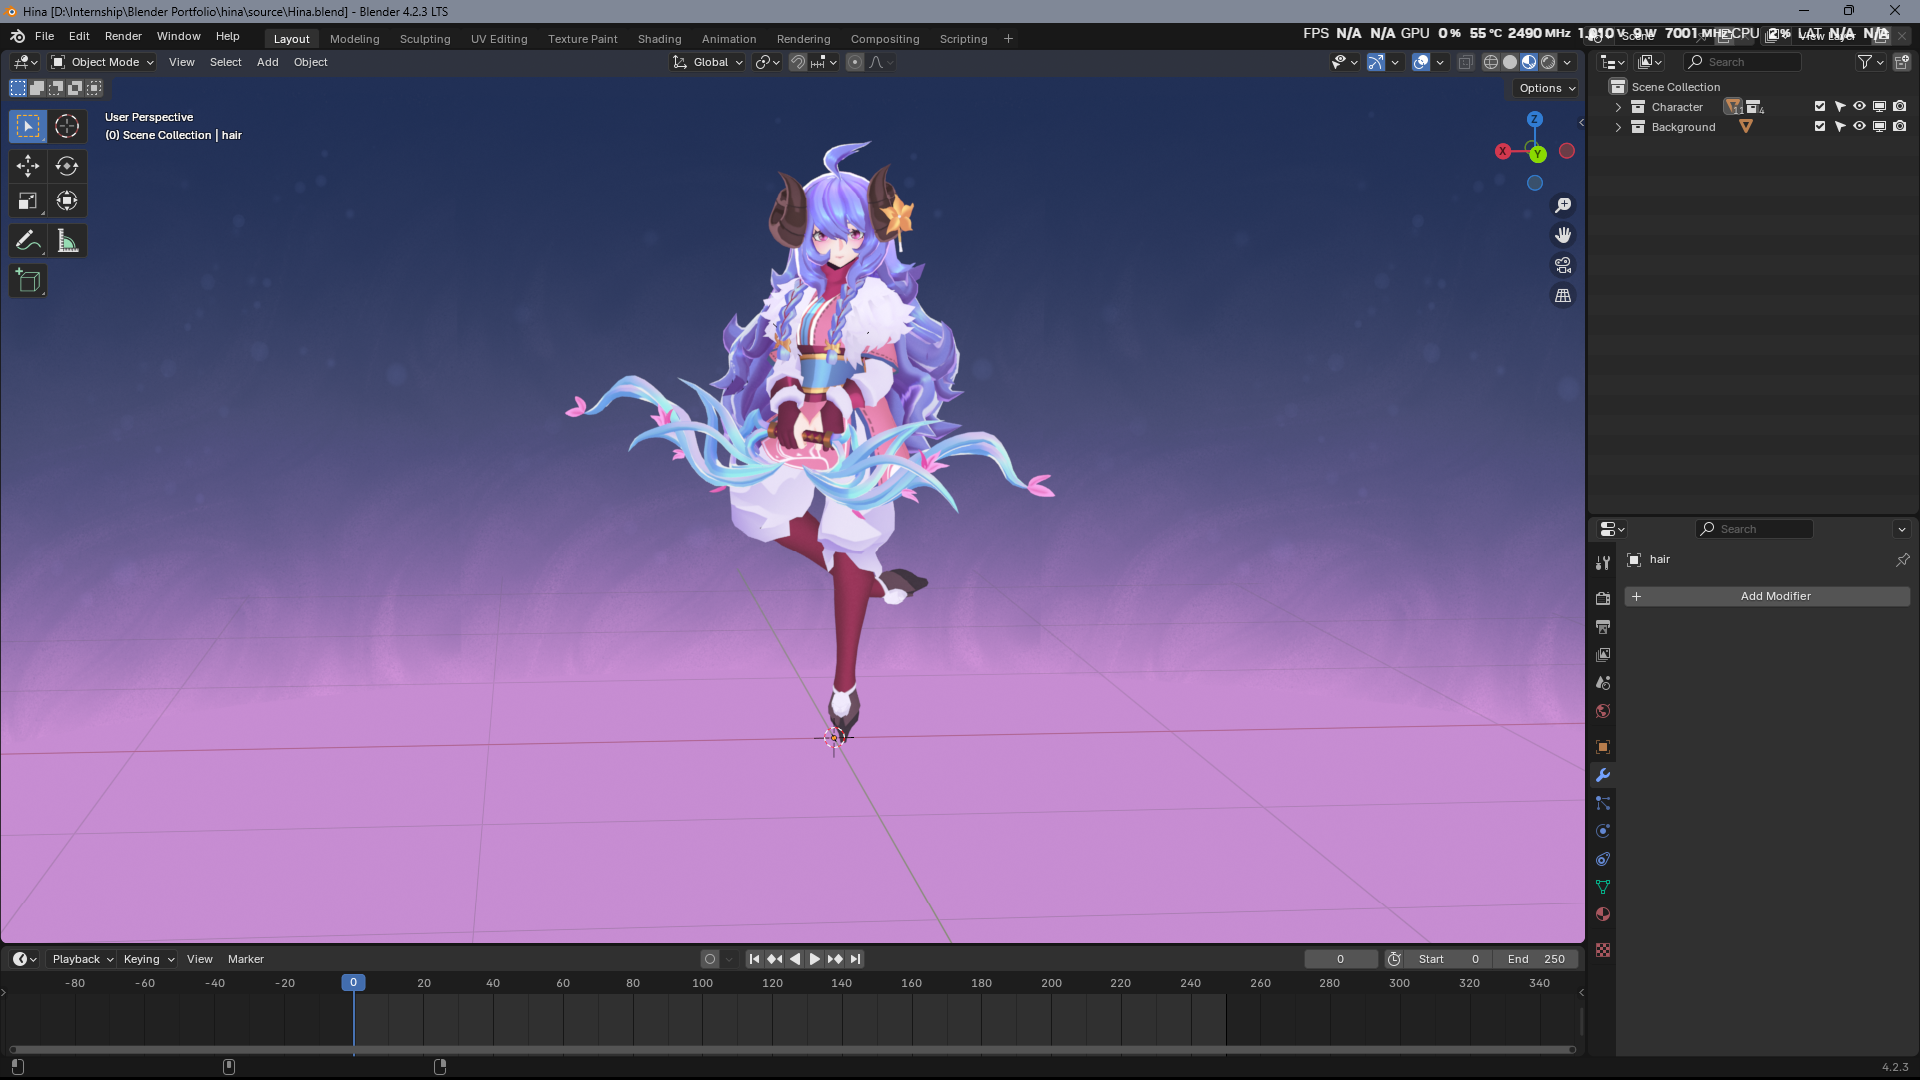 Hina [D:\Internship\Blender Portfolio\hina\source\Hina.blend] - Blender 4.2.3 LTS
File Edit Render Window Help Layout Modeling Sculpting UV Editing Texture Paint Shading Animation Rendering Compositing Scripting +
FPS N/A N/A GPU 0% 55°C 2490 MHz 9 W 7001 MHz CPU 2% LAT N/A N/A
Object Mode View Select Add Object Global
Options
User Perspective
(0) Scene Collection | hair
Z
X
Y
Search
Scene Collection
Character 11 4
Background
Search
hair
+ Add Modifier
Playback Keying View Marker 0 Start 0 End 250
-80 -60 -40 -20 0 20 40 60 80 100 120 140 160 180 200 220 240 260 280 300 320 340
4.2.3